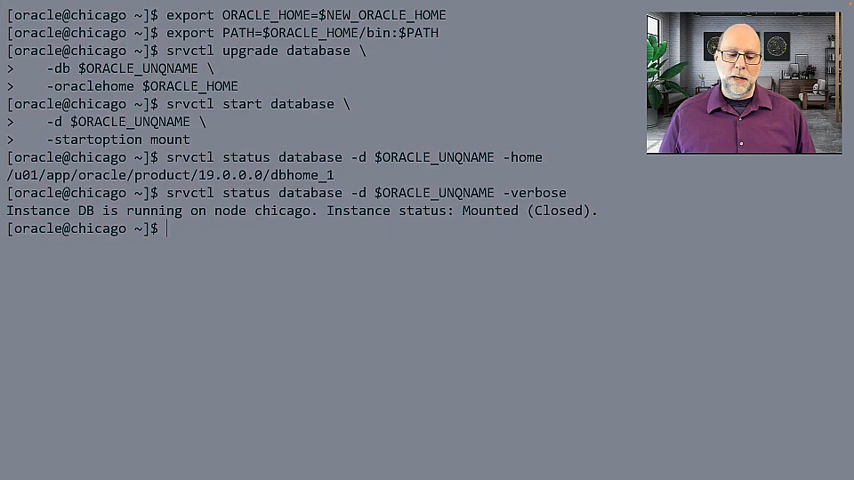 [oracle@chicago ~]$ export ORACLE_HOME=$NEW_ORACLE_HOME
[oracle@chicago ~]$ export PATH=$ORACLE_HOME/bin:$PATH
[oracle@chicago ~]$ srvctl upgrade database \
>    -db $ORACLE_UNQNAME \
>    -oraclehome $ORACLE_HOME
[oracle@chicago ~]$ srvctl start database \
>    -d $ORACLE_UNQNAME \
>    -startoption mount
[oracle@chicago ~]$ srvctl status database -d $ORACLE_UNQNAME -home
/u01/app/oracle/product/19.0.0.0/dbhome_1
[oracle@chicago ~]$ srvctl status database -d $ORACLE_UNQNAME -verbose
Instance DB is running on node chicago. Instance status: Mounted (Closed).
[oracle@chicago ~]$